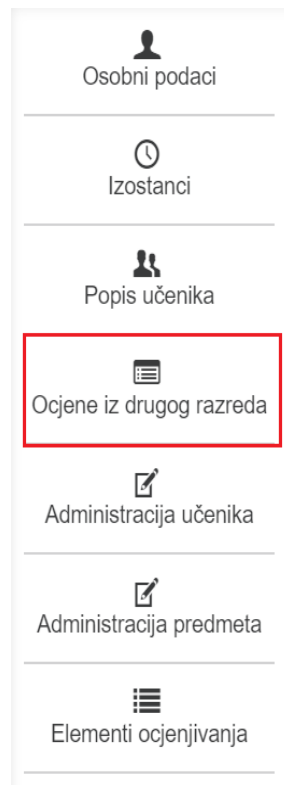 Osobni podaci
Izostanci
Popis učenika
Ocjene iz drugog razreda
Administracija učenika
Administracija predmeta
Elementi ocjenjivanja